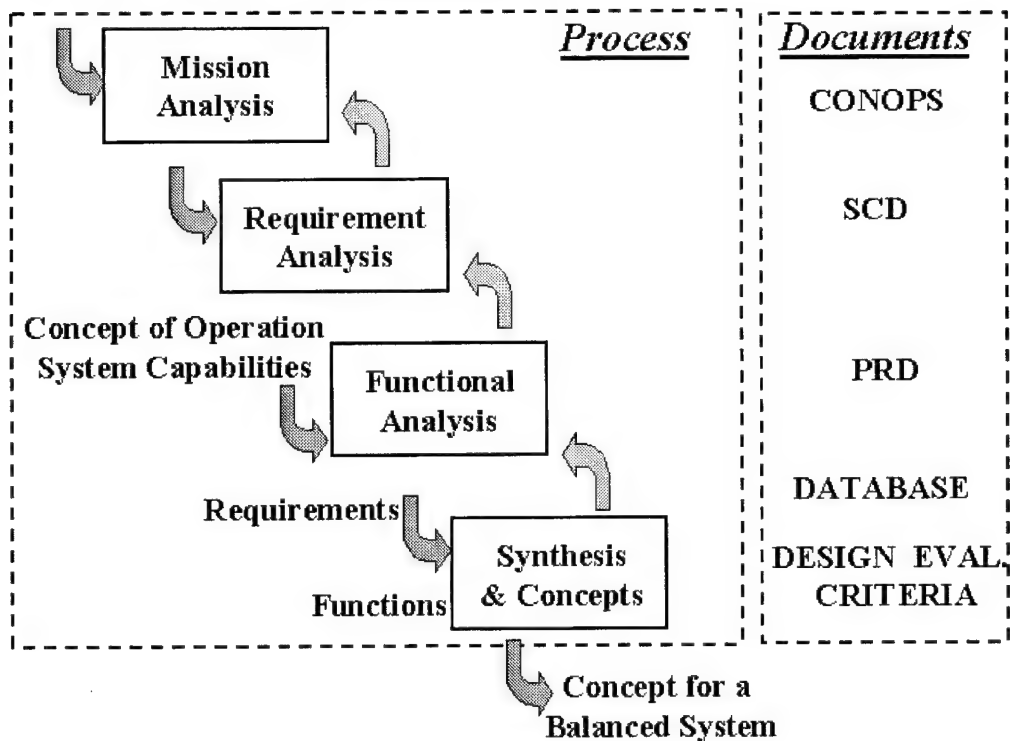 Process
Mission
Analysis
Requirement
Analysis
Concept of Operation
System Capabilities
Functional
Analysis
Requirements
Synthesis
& Concepts
Functions
Concept for a
Balanced System
Documents
CONOPS
SCD
PRD
DATABASE
DESIGN EVAL.
CRITERIA